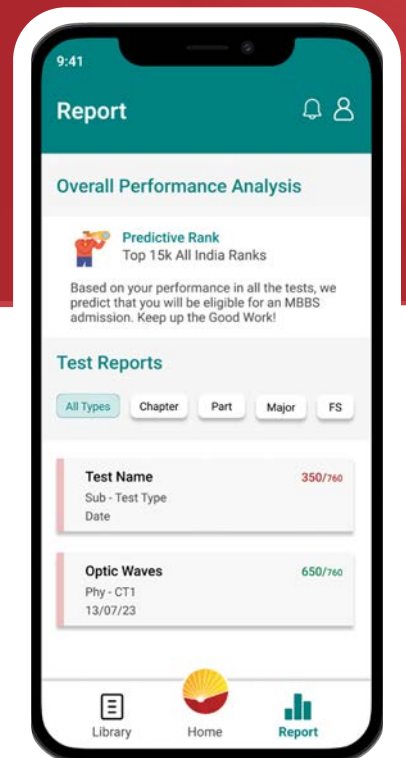 9:41
Report
Overall Performance Analysis
Predictive Rank
Top 15k All India Ranks
Based on your performance in all the tests, we
predict that you will be eligible for an MBBS
admission. Keep up the Good Work!
Test Reports
All Types Chapter Part Major FS
Test Name 350/760
Sub - Test Type
Date
Optic Waves 650/760
Phy - CT1
13/07/23
Library Home Report